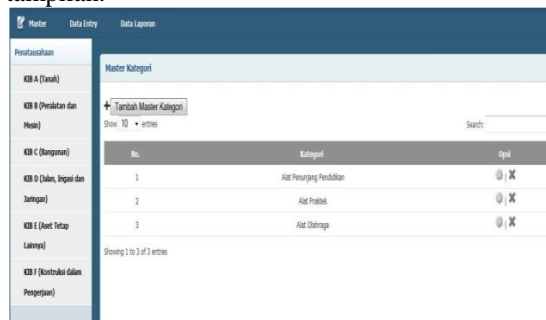 tampilan.
Master Data Entry Data Laporan
Penatausahaan
KIB A (Tanah)
KIB B (Peralatan dan
Mesin)
KIB C (Bangunan)
KIB D (Jalan, Irigasi dan
Jaringan)
KIB E (Aset Tetap
Lainnya)
KIB F (Kontruksi dalam
Pengerjaan)
Master Kategori
+ Tambah Master Kategori
Show 10 entries Search:
No. Kategori Opsi
1 Alat Penunjang Pendidikan |
2 Alat Praktek |
3 Alat Olahraga |
Showing 1 to 3 of 3 entries